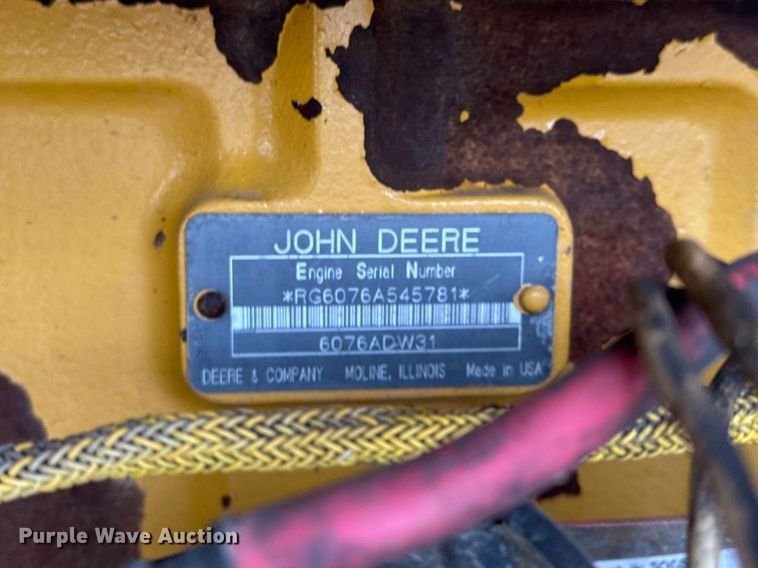 JOHN DEERE
Engine Serial Number
*RG6076A545781*
6076ADW31
DEERE & COMPANY MOLINE, ILLINOIS Made in USA
Purple Wave Auction